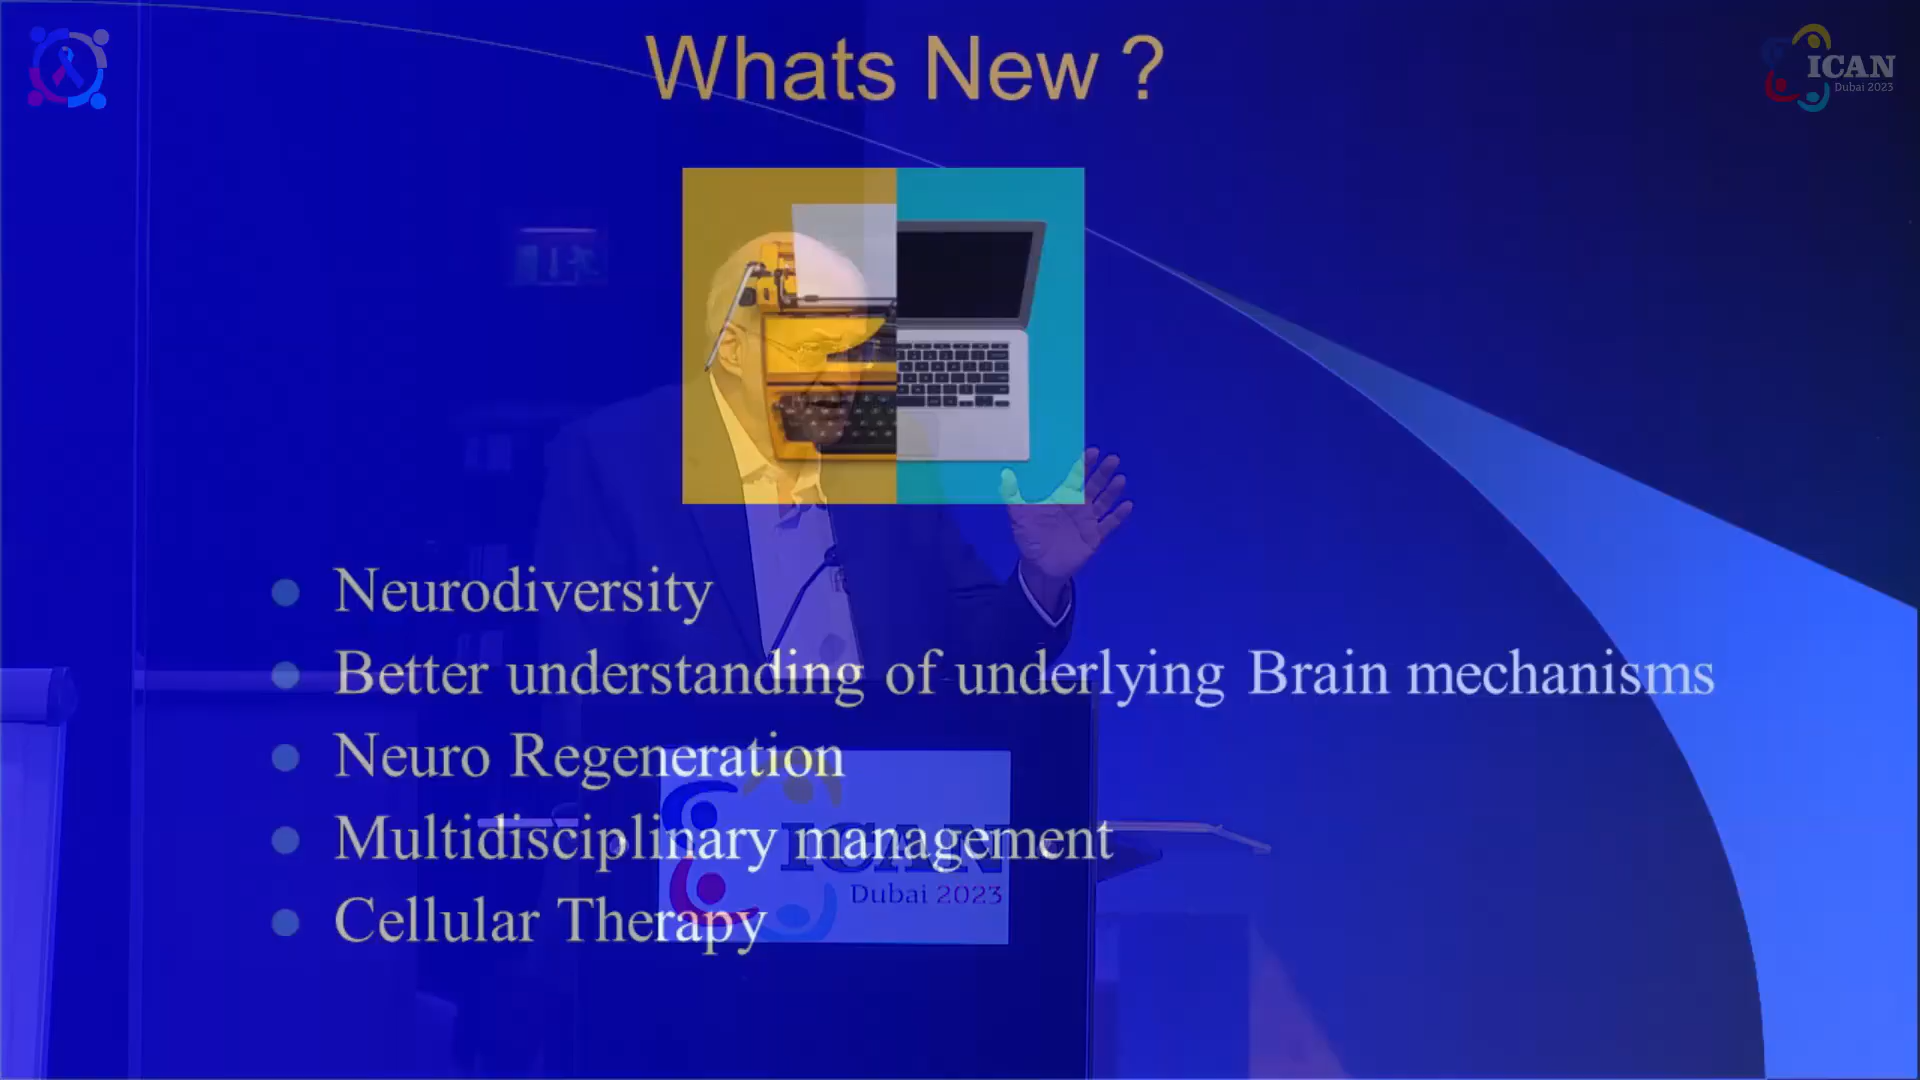 Whats New ?
ICAN
Dubai 2023
Neurodiversity
Better understanding of underlying Brain mechanisms
Neuro Regeneration
Multidisciplinary management
Cellular Therapy
ICAN
Dubai 2023